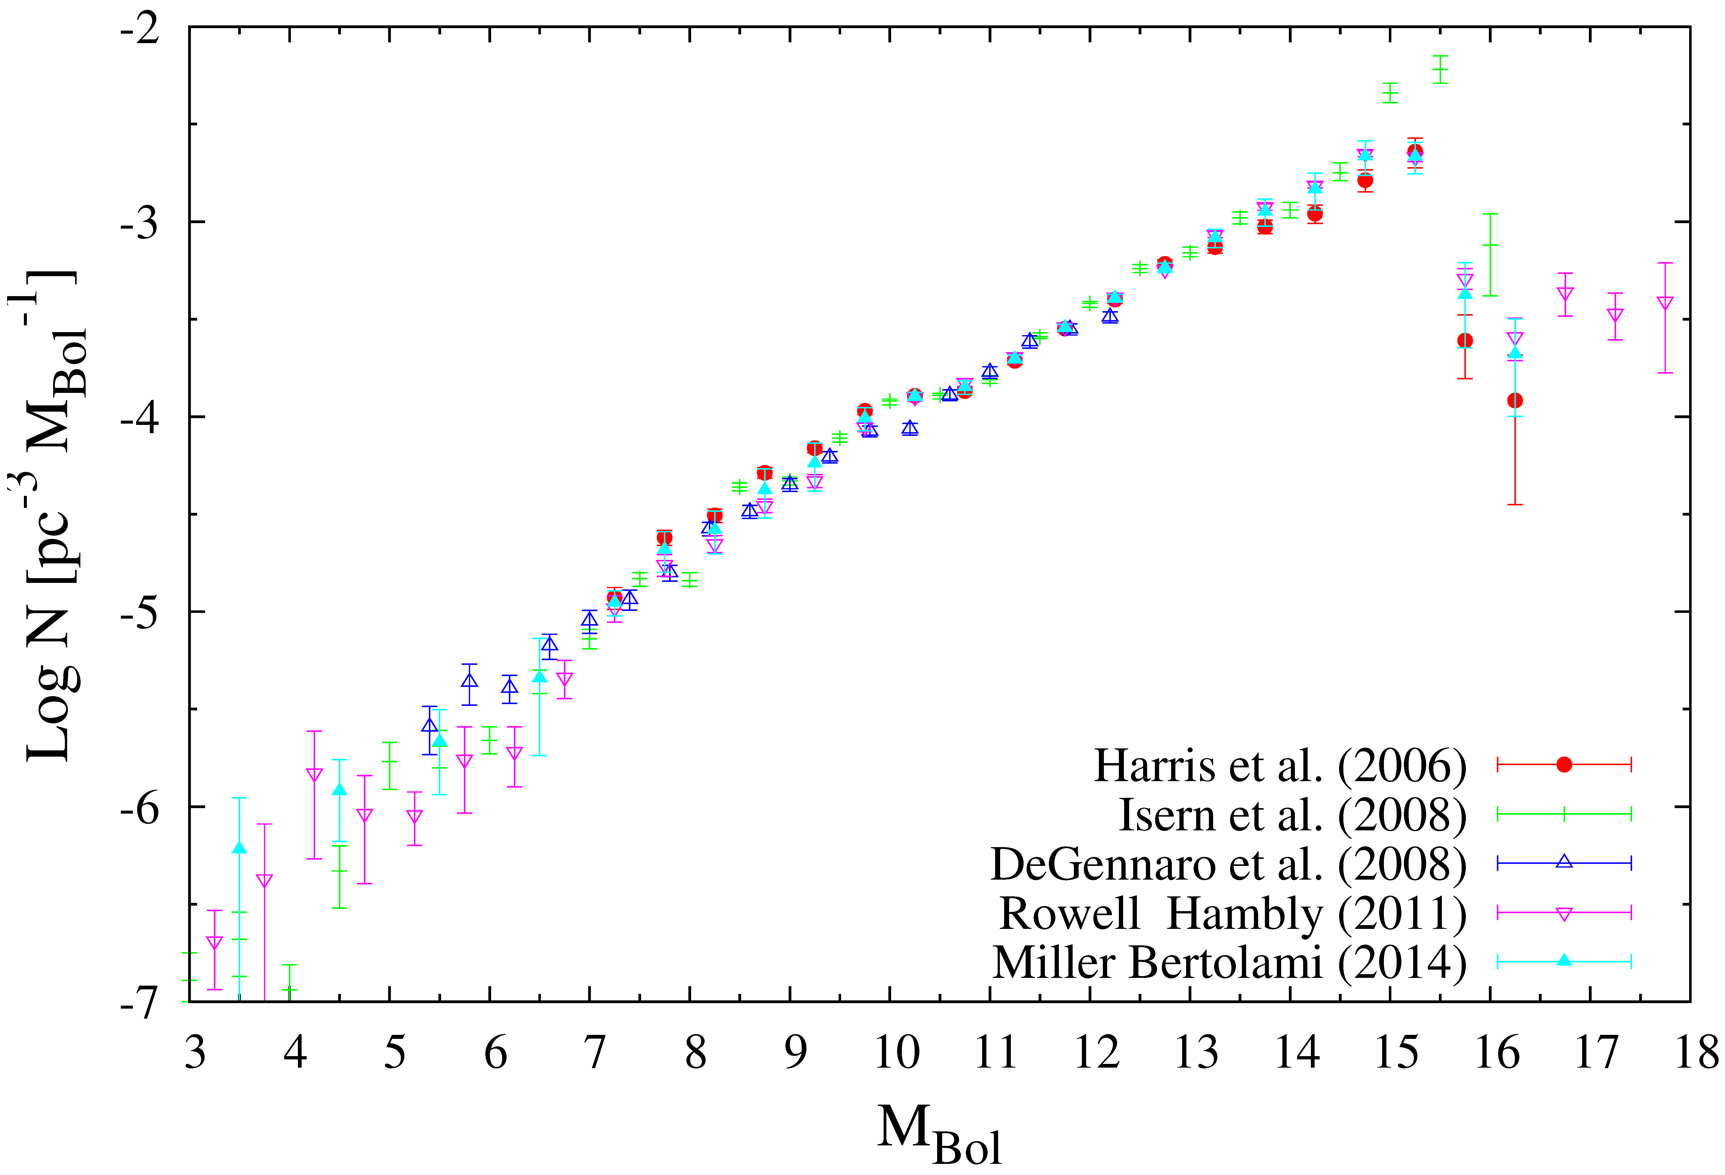 -2
-3
-4
-5
-6
-7
Log N [pc-3 MBol-1]
3 4 5 6 7 8 9 10 11 12 13 14 15 16 17 18
MBol
Harris et al. (2006)
Isern et al. (2008)
DeGennaro et al. (2008)
Rowell  Hambly (2011)
Miller Bertolami (2014)